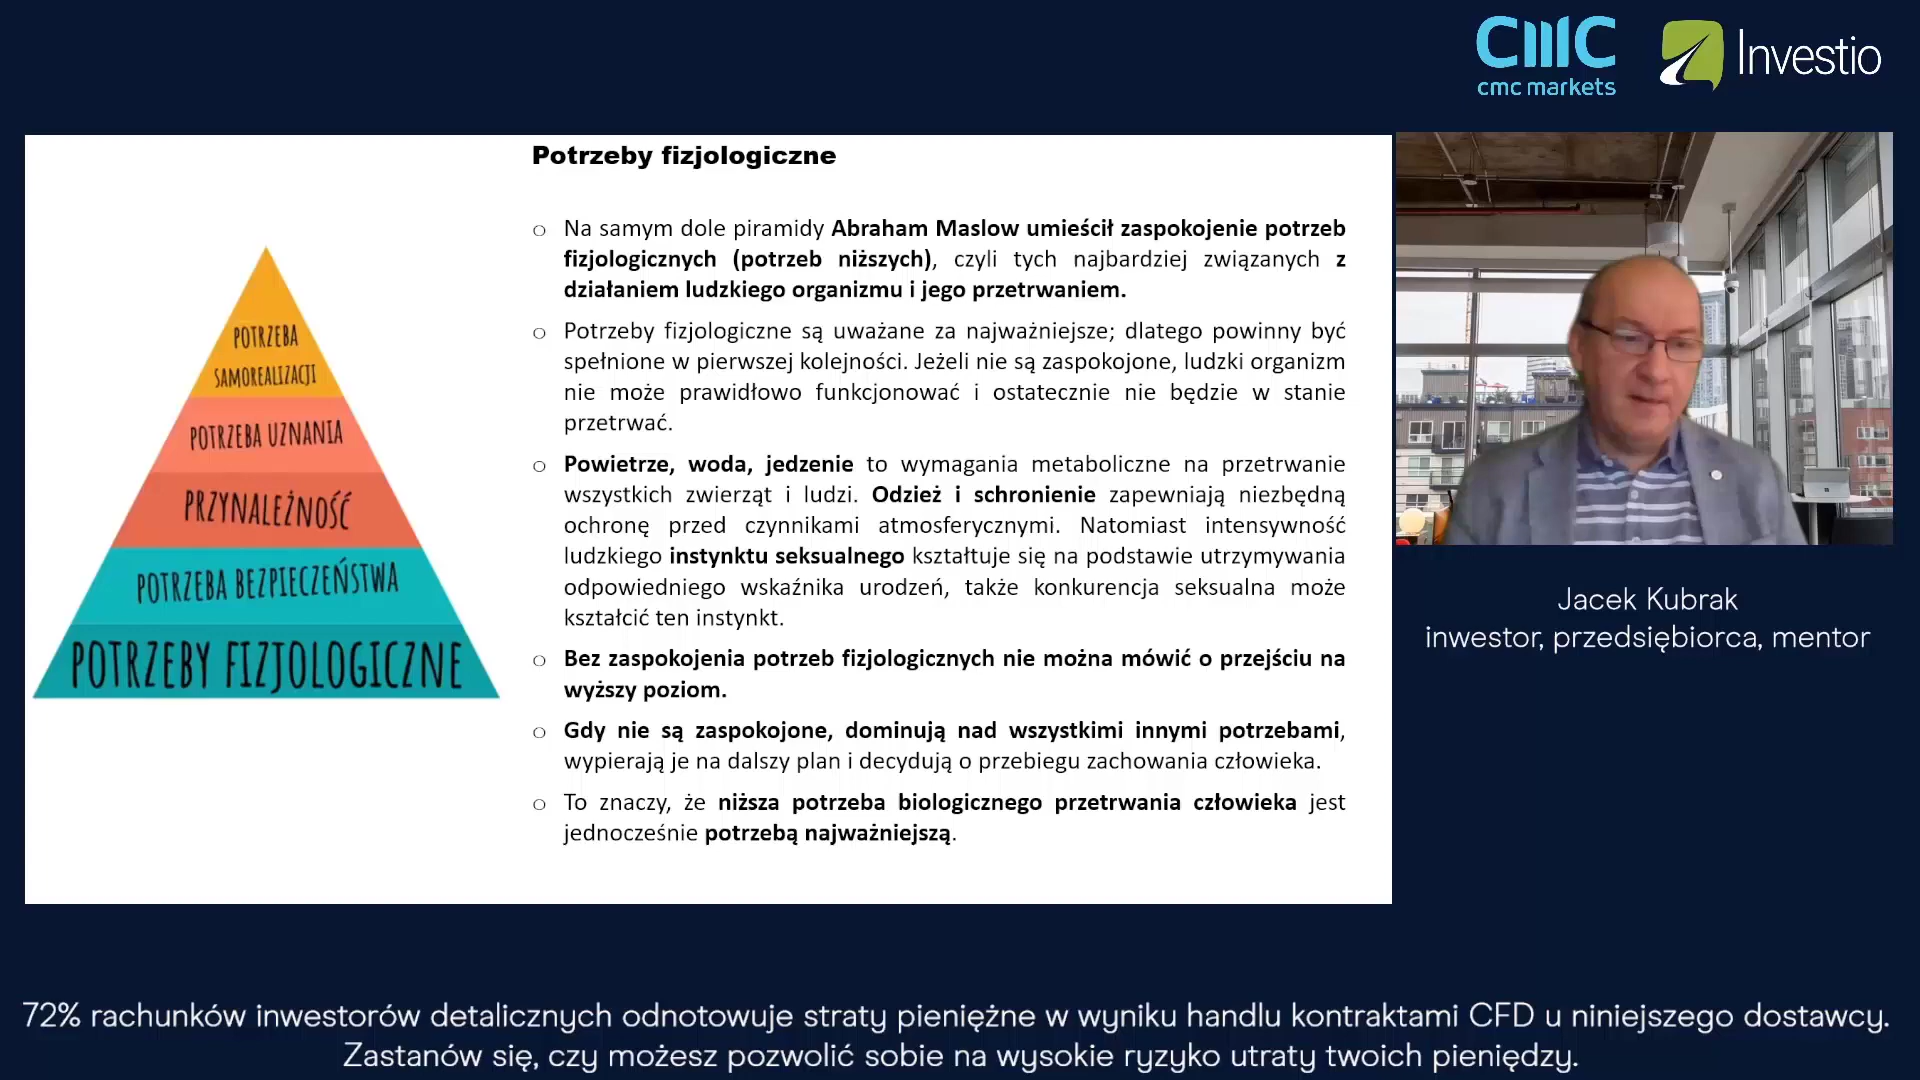 CMC
cmc markets
Investio
Potrzeby fizjologiczne
○ Na samym dole piramidy Abraham Maslow umieścił zaspokojenie potrzeb
fizjologicznych (potrzeb niższych), czyli tych najbardziej związanych z
działaniem ludzkiego organizmu i jego przetrwaniem.
○ Potrzeby fizjologiczne są uważane za najważniejsze; dlatego powinny być
spełnione w pierwszej kolejności. Jeżeli nie są zaspokojone, ludzki organizm
nie może prawidłowo funkcjonować i ostatecznie nie będzie w stanie
przetrwać.
○ Powietrze, woda, jedzenie to wymagania metaboliczne na przetrwanie
wszystkich zwierząt i ludzi. Odzież i schronienie zapewniają niezbędną
ochronę przed czynnikami atmosferycznymi. Natomiast intensywność
ludzkiego instynktu seksualnego kształtuje się na podstawie utrzymywania
odpowiedniego wskaźnika urodzeń, także konkurencja seksualna może
kształcić ten instynkt.
○ Bez zaspokojenia potrzeb fizjologicznych nie można mówić o przejściu na
wyższy poziom.
○ Gdy nie są zaspokojone, dominują nad wszystkimi innymi potrzebami,
wypierają je na dalszy plan i decydują o przebiegu zachowania człowieka.
○ To znaczy, że niższa potrzeba biologicznego przetrwania człowieka jest
jednocześnie potrzebą najważniejszą.
POTRZEBA
SAMOREALIZACJI
POTRZEBA UZNANIA
PRZYNALEŻNOŚĆ
POTRZEBA BEZPIECZEŃSTWA
POTRZEBY FIZJOLOGICZNE
Jacek Kubrak
inwestor, przedsiębiorca, mentor
72% rachunków inwestorów detalicznych odnotowuje straty pieniężne w wyniku handlu kontraktami CFD u niniejszego dostawcy.
Zastanów się, czy możesz pozwolić sobie na wysokie ryzyko utraty twoich pieniędzy.